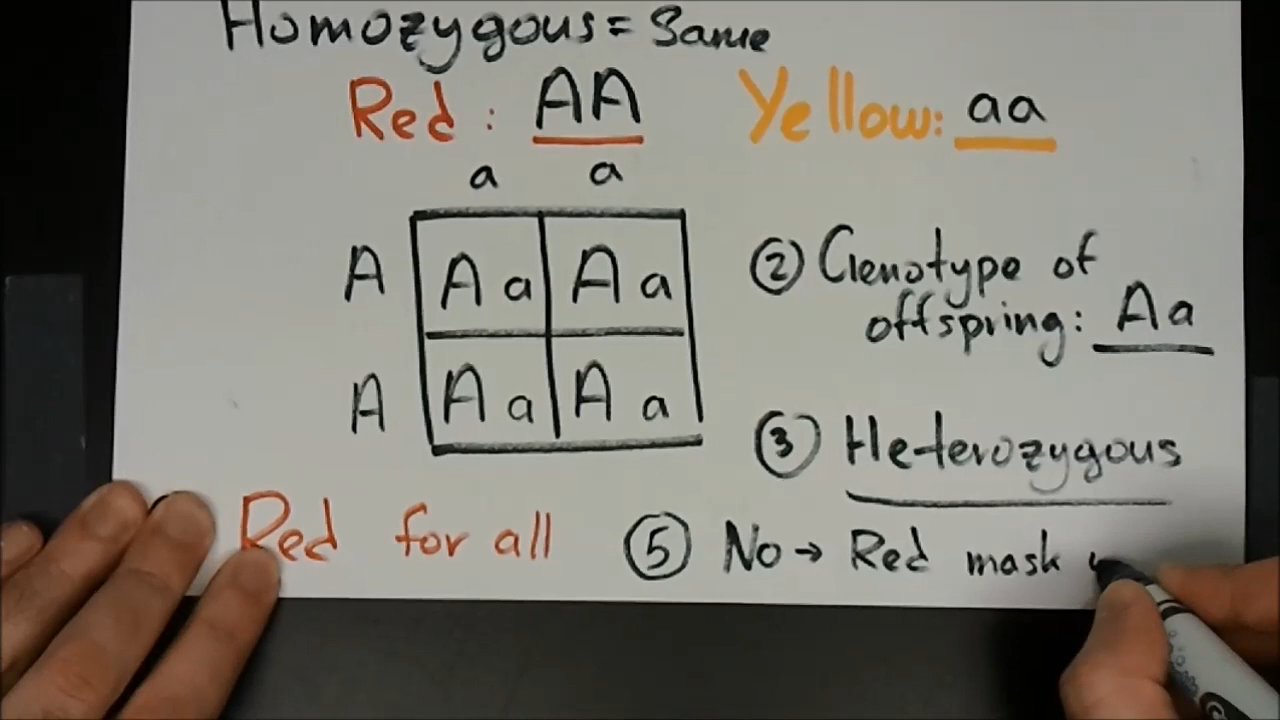 Homozygous = Same
Red: AA Yellow: aa
a a
A Aa Aa
② Genotype of
offspring: Aa
A Aa Aa
③ Heterozygous
Red for all ⑤ No → Red mask